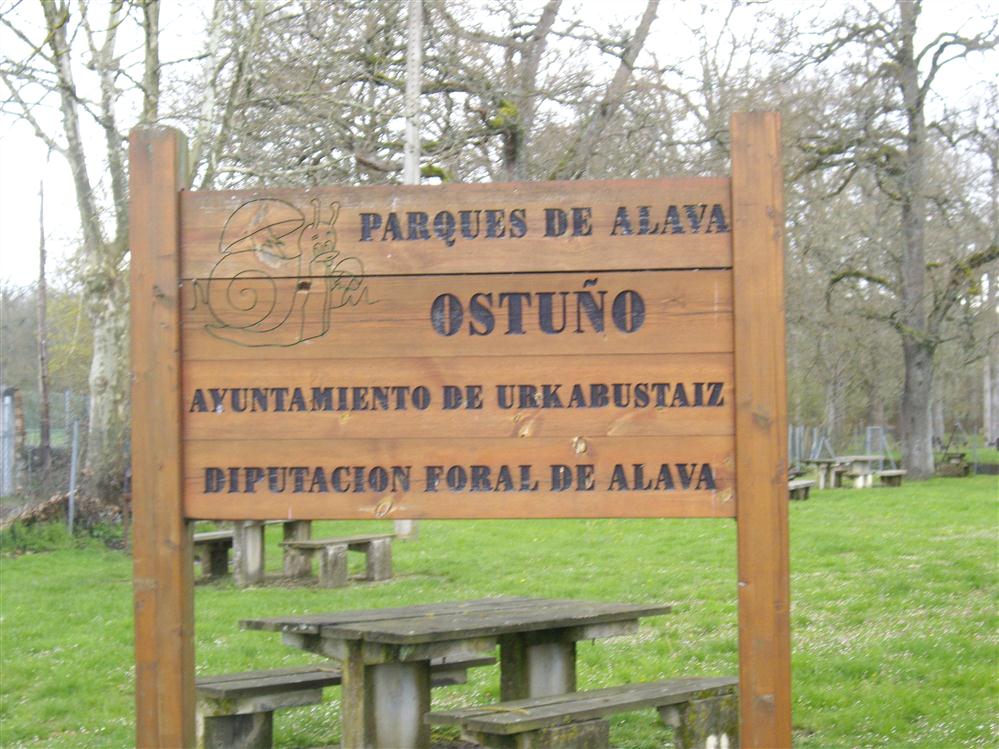 PARQUES DE ALAVA
OSTUÑO
AYUNTAMIENTO DE URKABUSTAIZ
DIPUTACION FORAL DE ALAVA